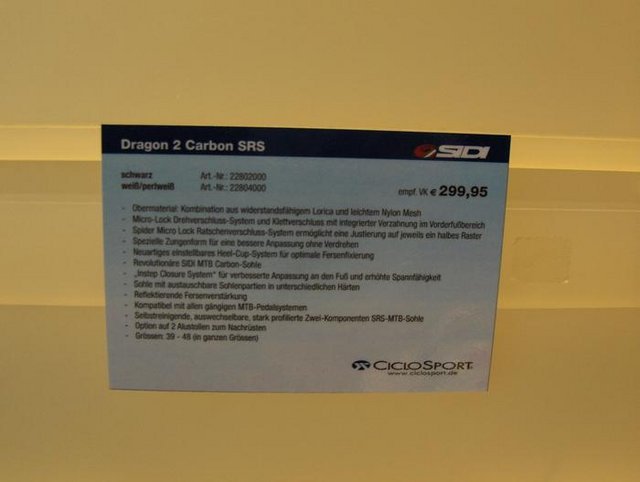 Dragon 2 Carbon SRS
SIDI
schwarz Art.-Nr.: 22802000
weiß/perlweiß Art.-Nr.: 22804000
empf. VK € 299,95
- Obermaterial: Kombination aus widerstandsfähigem Lorica und leichtem Nylon Mesh
- Micro-Lock Drehverschluss-System und Klettverschluss mit integrierter Verzahnung im Vorderfußbereich
- Spider Micro Lock Ratschenverschluss-System ermöglicht eine Justierung auf jeweils ein halbes Raster
- Spezielle Zungenform für eine bessere Anpassung ohne Verdrehen
- Neuartiges einstellbares Heel-Cup-System für optimale Fersenfixierung
- Revolutionäre SIDI MTB Carbon-Sohle
- „Instep Closure System" für verbesserte Anpassung an den Fuß und erhöhte Spannfähigkeit
- Sohle mit austauschbare Sohlenpartien in unterschiedlichen Härten
- Reflektierende Fersenverstärkung
- Kompatibel mit allen gängigen MTB-Pedalsystemen
- Selbstreinigende, auswechselbare, stark profilierte Zwei-Komponenten SRS-MTB-Sohle
- Option auf 2 Alustollen zum Nachrüsten
- Grössen: 39 - 48 (in ganzen Grössen)
CICLOSPORT
www.ciclosport.de